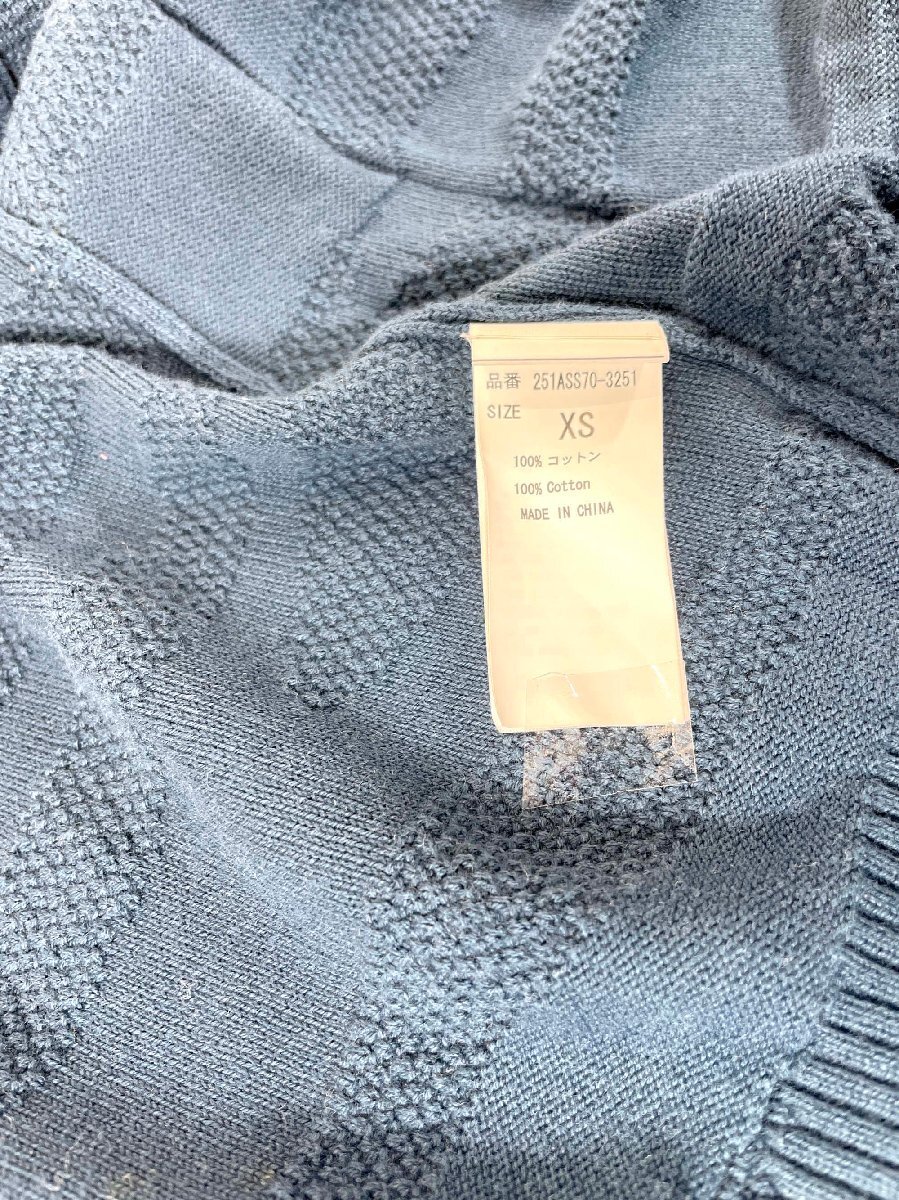 品番 251ASS70-3251
SIZE XS
100% コットン
100% Cotton
MADE IN CHINA